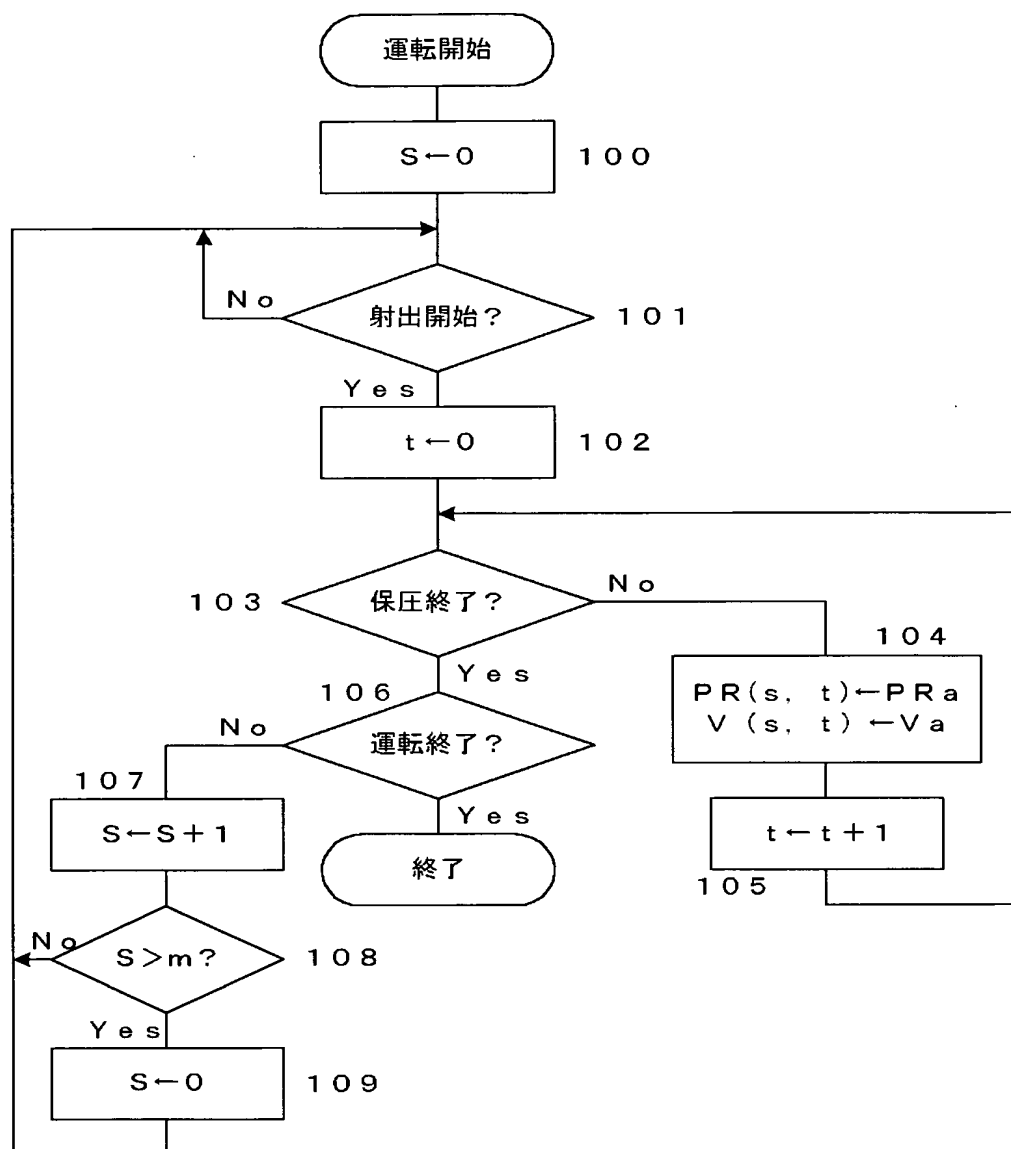 運転開始
S←0
100
No
射出開始?
101
Yes
t←0
102
103
保圧終了?
No
104
Yes
PR(s, t)←PRa
V (s, t) ←Va
106
No
運転終了?
107
Yes
S←S+1
t←t+1
終了
105
No
S>m?
108
Yes
S←0
109